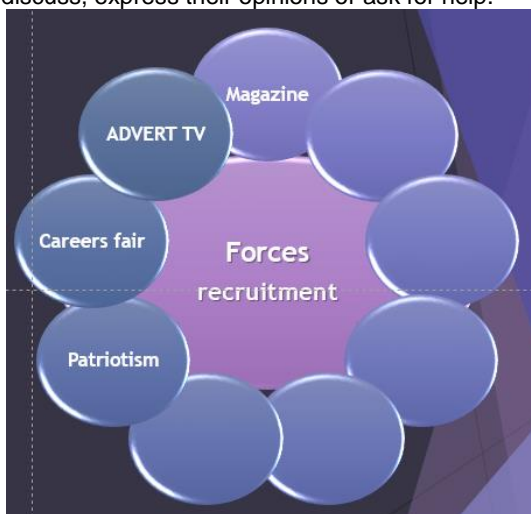 discuss, express their opinions or ask for help.
Magazine
ADVERT TV
Careers fair
Forces
recruitment
Patriotism